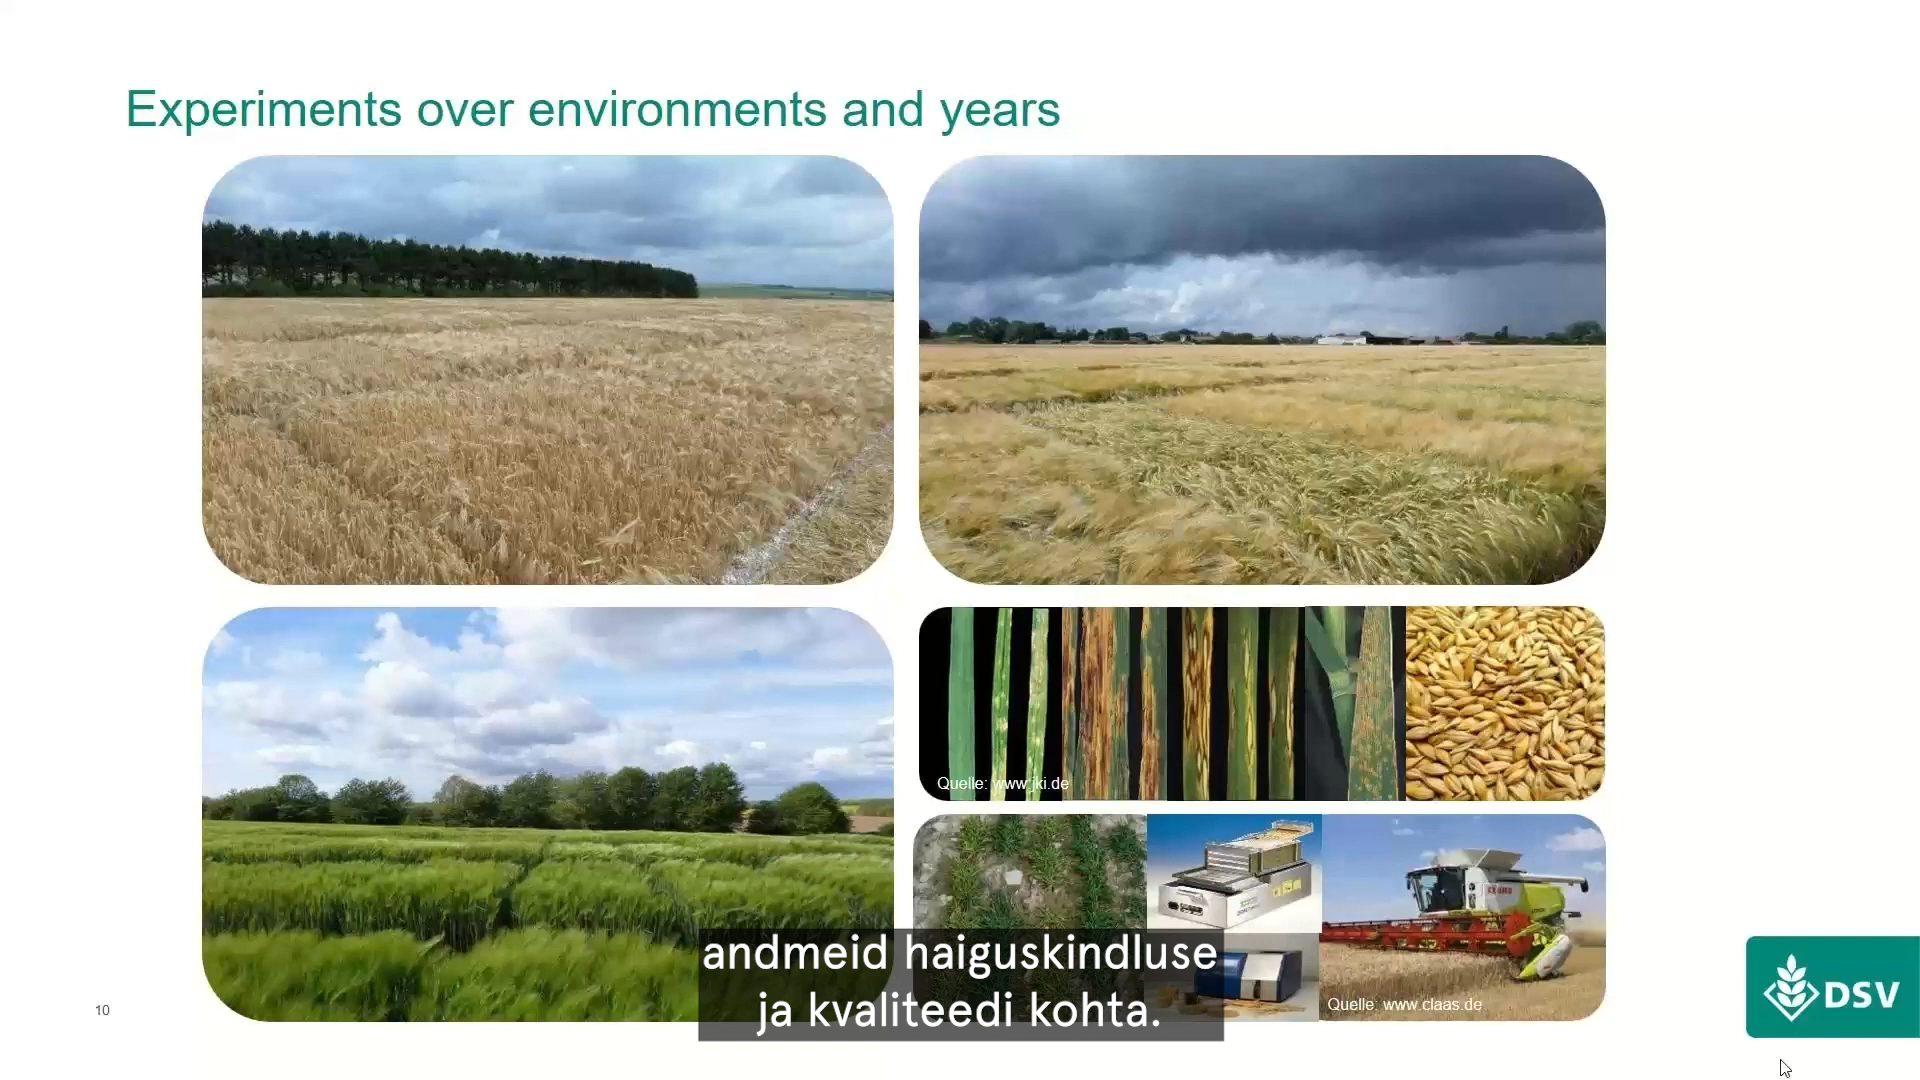 Experiments over environments and years
Quelle: www.jki.de
CLAAS
Quelle: www.claas.de
andmeid haiguskindluse
ja kvaliteedi kohta.
10
DSV